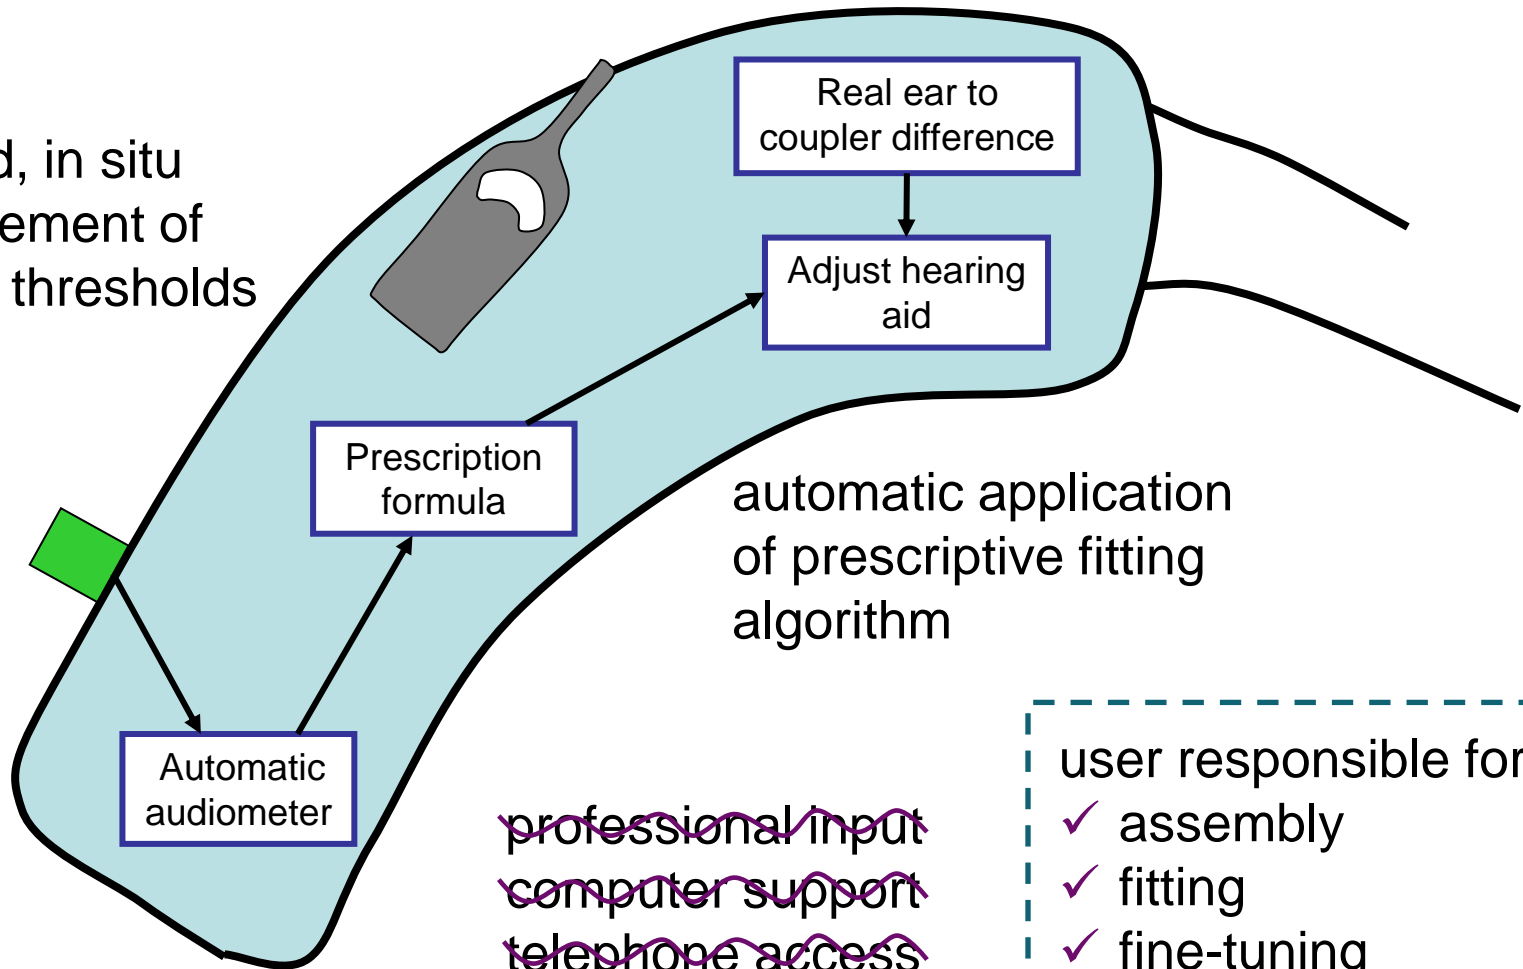 Real ear to
coupler difference
d, in situ
ement of
thresholds
Adjust hearing
aid
Prescription
formula
automatic application
of prescriptive fitting
algorithm
Automatic
audiometer
professional input
computer support
telephone access
user responsible for
✓ assembly
✓ fitting
✓ fine-tuning